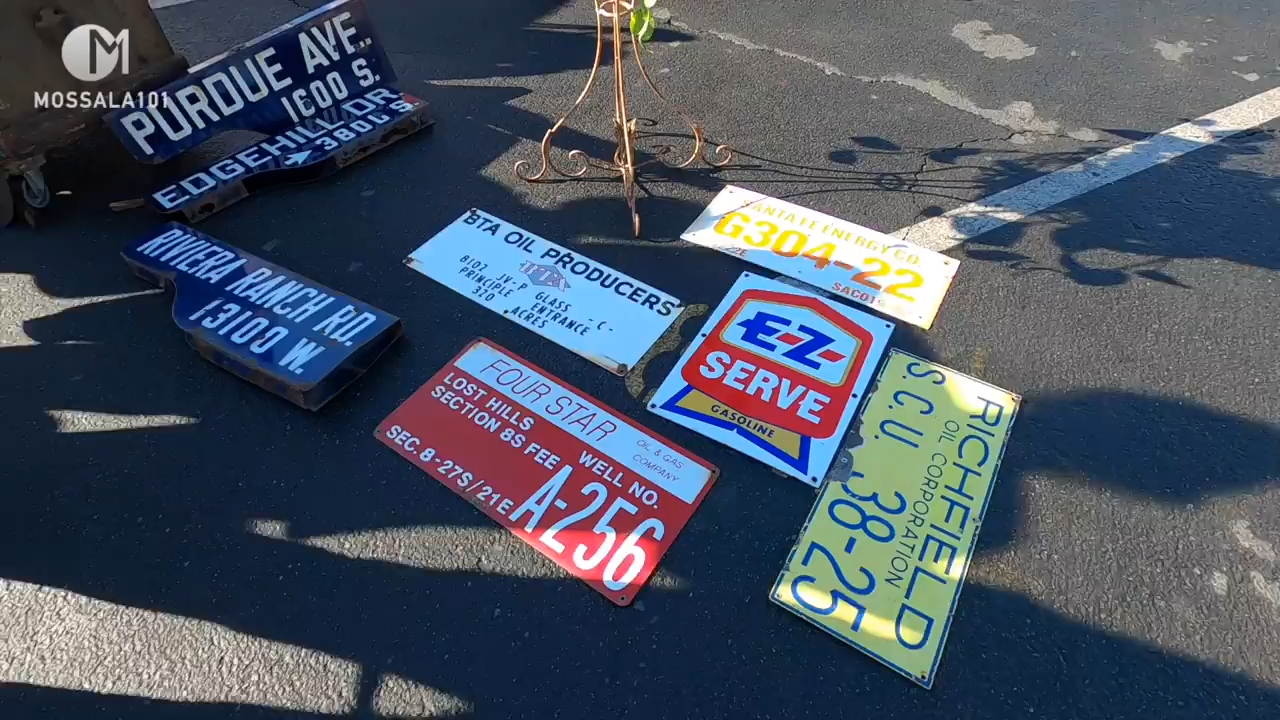 MOSSALA101
PURDUE AVE.
1600 S.
EDGEHILL DR.
3800 S.
RIVIERA RANCH RD.
13100 W.
BTA OIL PRODUCERS
BTA
8107 JV-P GLASS -C-
PRINCIPLE ENTRANCE
320 ACRES
SANTA FE ENERGY CO.
G304-22
22E
E-Z
SERVE
GASOLINE
FOUR STAR
OIL & GAS
COMPANY
LOST HILLS
SECTION 8S FEE
WELL NO.
SEC. 8-27S/21E
A-256
RICHFIELD
OIL CORPORATION
S.C.U. 38-25